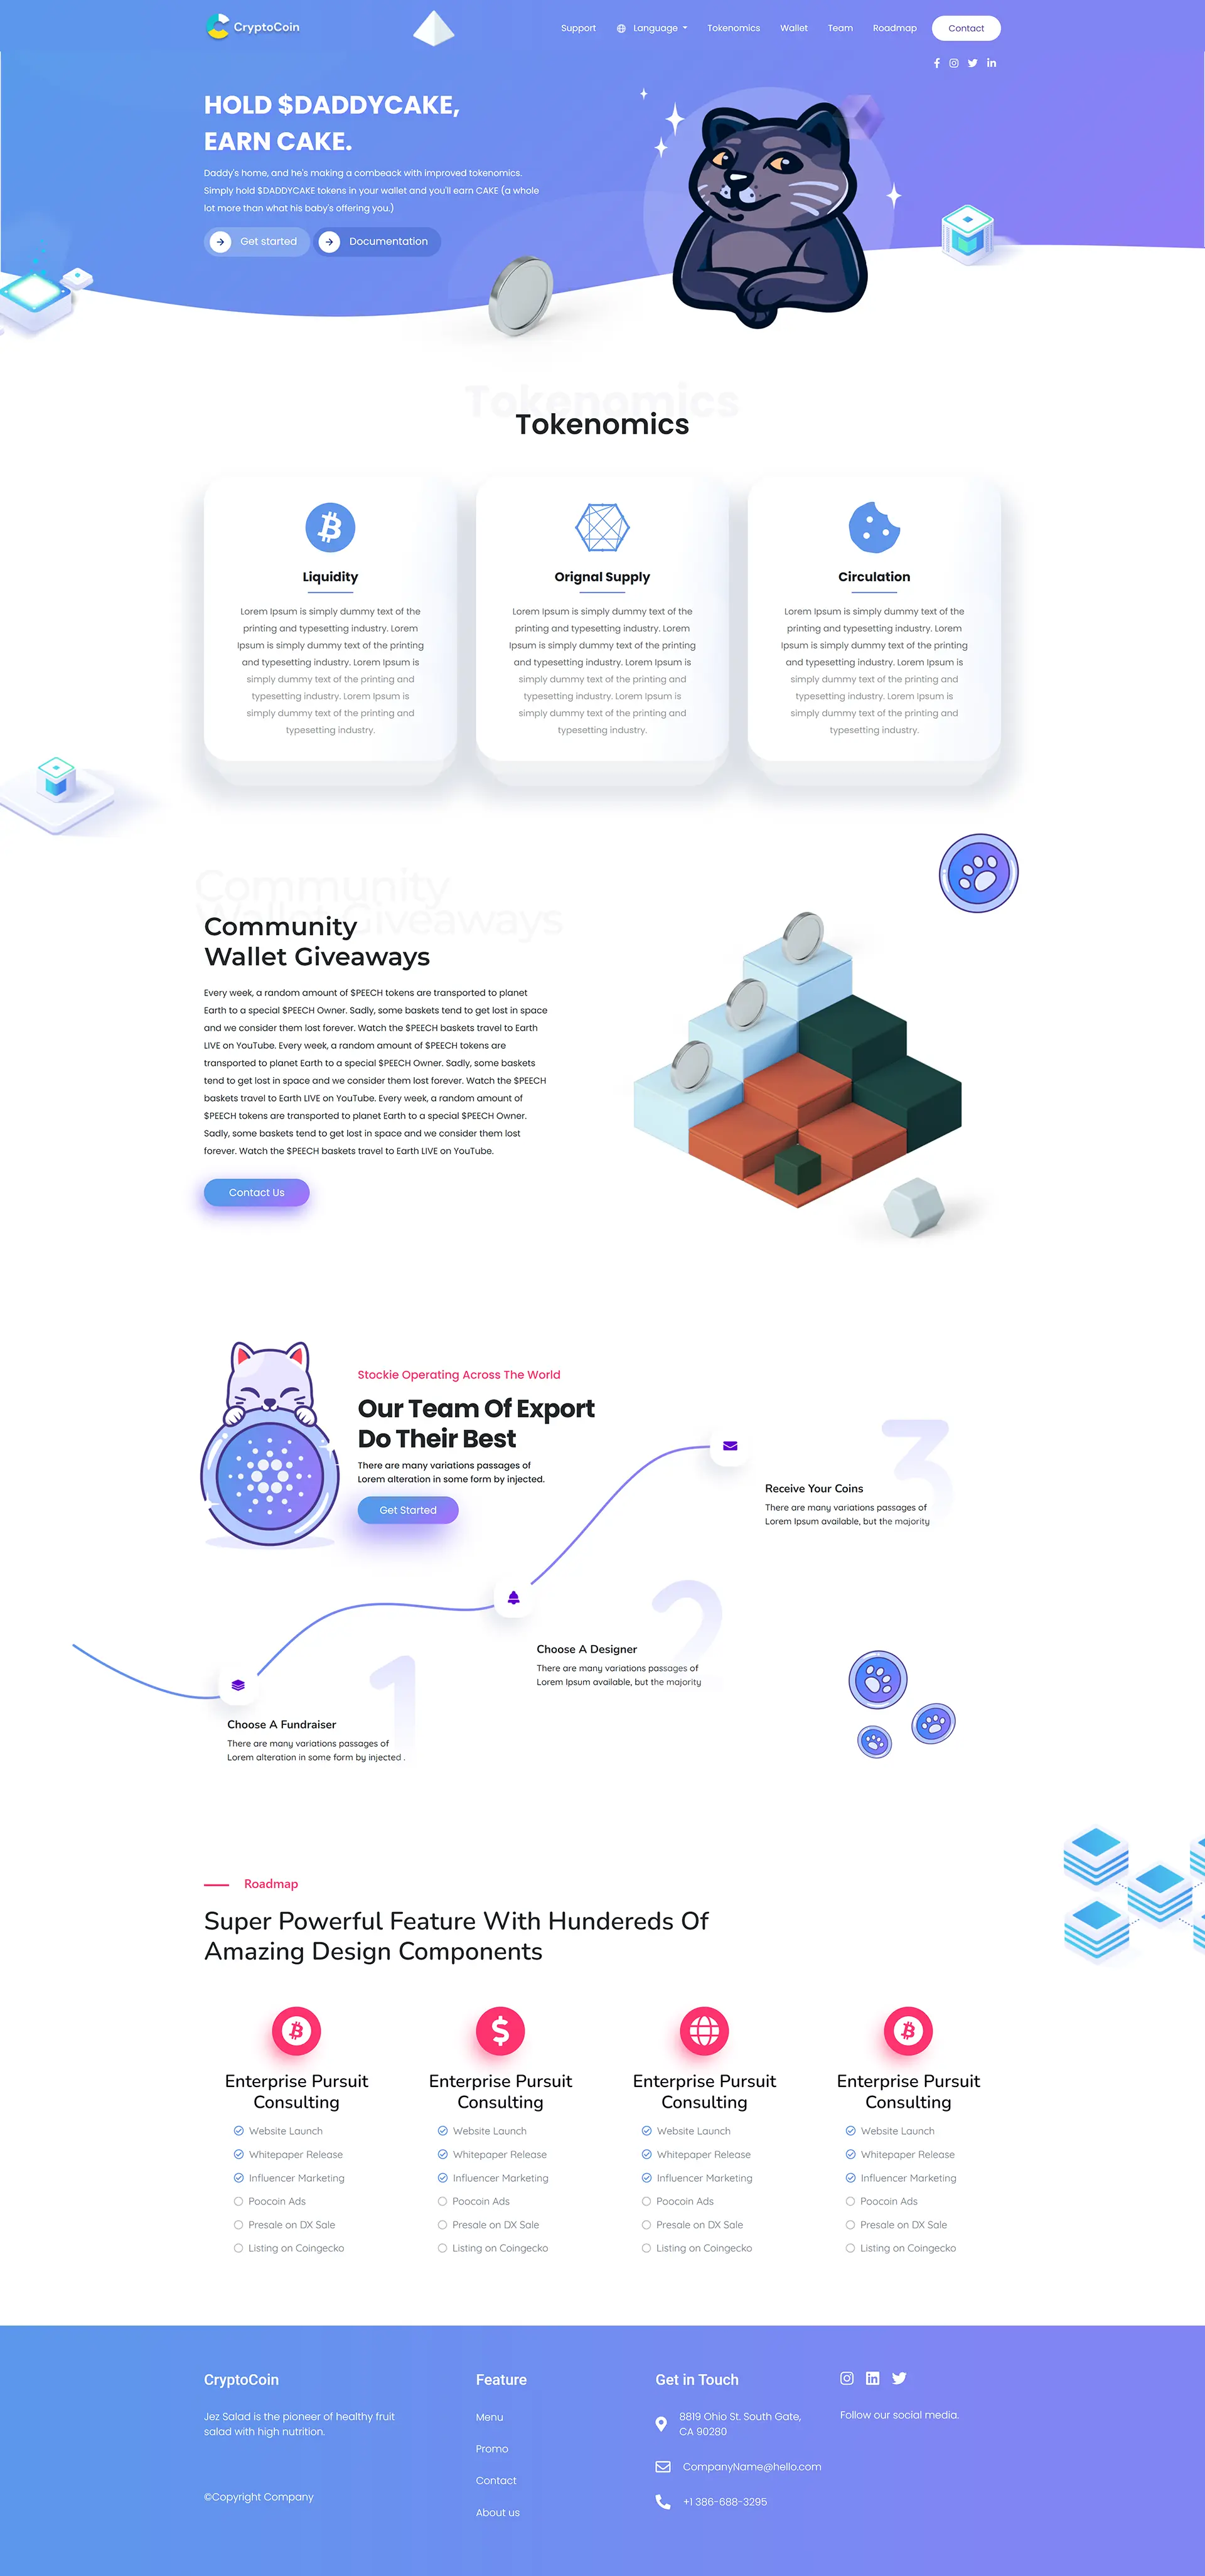 CryptoCoin
Support
Language
Tokenomics
Wallet
Team
Roadmap
Contact
HOLD $DADDYCAKE,
EARN CAKE.
Daddy's home, and he's making a combeack with improved tokenomics.
Simply hold $DADDYCAKE tokens in your wallet and you'll earn CAKE (a whole
lot more than what his baby's offering you.)
Get started
Documentation
Tokenomics
Tokenomics
Liquidity
Lorem Ipsum is simply dummy text of the
printing and typesetting industry. Lorem
Ipsum is simply dummy text of the printing
and typesetting industry. Lorem Ipsum is
simply dummy text of the printing and
typesetting industry. Lorem Ipsum is
simply dummy text of the printing and
typesetting industry.
Orignal Supply
Lorem Ipsum is simply dummy text of the
printing and typesetting industry. Lorem
Ipsum is simply dummy text of the printing
and typesetting industry. Lorem Ipsum is
simply dummy text of the printing and
typesetting industry. Lorem Ipsum is
simply dummy text of the printing and
typesetting industry.
Circulation
Lorem Ipsum is simply dummy text of the
printing and typesetting industry. Lorem
Ipsum is simply dummy text of the printing
and typesetting industry. Lorem Ipsum is
simply dummy text of the printing and
typesetting industry. Lorem Ipsum is
simply dummy text of the printing and
typesetting industry.
Community
Wallet Giveaways
Community
Wallet Giveaways
Every week, a random amount of $PEECH tokens are transported to planet
Earth to a special $PEECH Owner. Sadly, some baskets tend to get lost in space
and we consider them lost forever. Watch the $PEECH baskets travel to Earth
LIVE on YouTube. Every week, a random amount of $PEECH tokens are
transported to planet Earth to a special $PEECH Owner. Sadly, some baskets
tend to get lost in space and we consider them lost forever. Watch the $PEECH
baskets travel to Earth LIVE on YouTube. Every week, a random amount of
$PEECH tokens are transported to planet Earth to a special $PEECH Owner.
Sadly, some baskets tend to get lost in space and we consider them lost
forever. Watch the $PEECH baskets travel to Earth LIVE on YouTube.
Contact Us
Stockie Operating Across The World
Our Team Of Export
Do Their Best
There are many variations passages of
Lorem alteration in some form by injected.
Get Started
3
Receive Your Coins
There are many variations passages of
Lorem Ipsum available, but the majority
2
Choose A Designer
There are many variations passages of
Lorem Ipsum available, but the majority
1
Choose A Fundraiser
There are many variations passages of
Lorem alteration in some form by injected .
Roadmap
Super Powerful Feature With Hundereds Of
Amazing Design Components
Enterprise Pursuit
Consulting
Website Launch
Whitepaper Release
Influencer Marketing
Poocoin Ads
Presale on DX Sale
Listing on Coingecko
Enterprise Pursuit
Consulting
Website Launch
Whitepaper Release
Influencer Marketing
Poocoin Ads
Presale on DX Sale
Listing on Coingecko
Enterprise Pursuit
Consulting
Website Launch
Whitepaper Release
Influencer Marketing
Poocoin Ads
Presale on DX Sale
Listing on Coingecko
Enterprise Pursuit
Consulting
Website Launch
Whitepaper Release
Influencer Marketing
Poocoin Ads
Presale on DX Sale
Listing on Coingecko
CryptoCoin
Jez Salad is the pioneer of healthy fruit
salad with high nutrition.
©Copyright Company
Feature
Menu
Promo
Contact
About us
Get in Touch
8819 Ohio St. South Gate,
CA 90280
CompanyName@hello.com
+1 386-688-3295
Follow our social media.